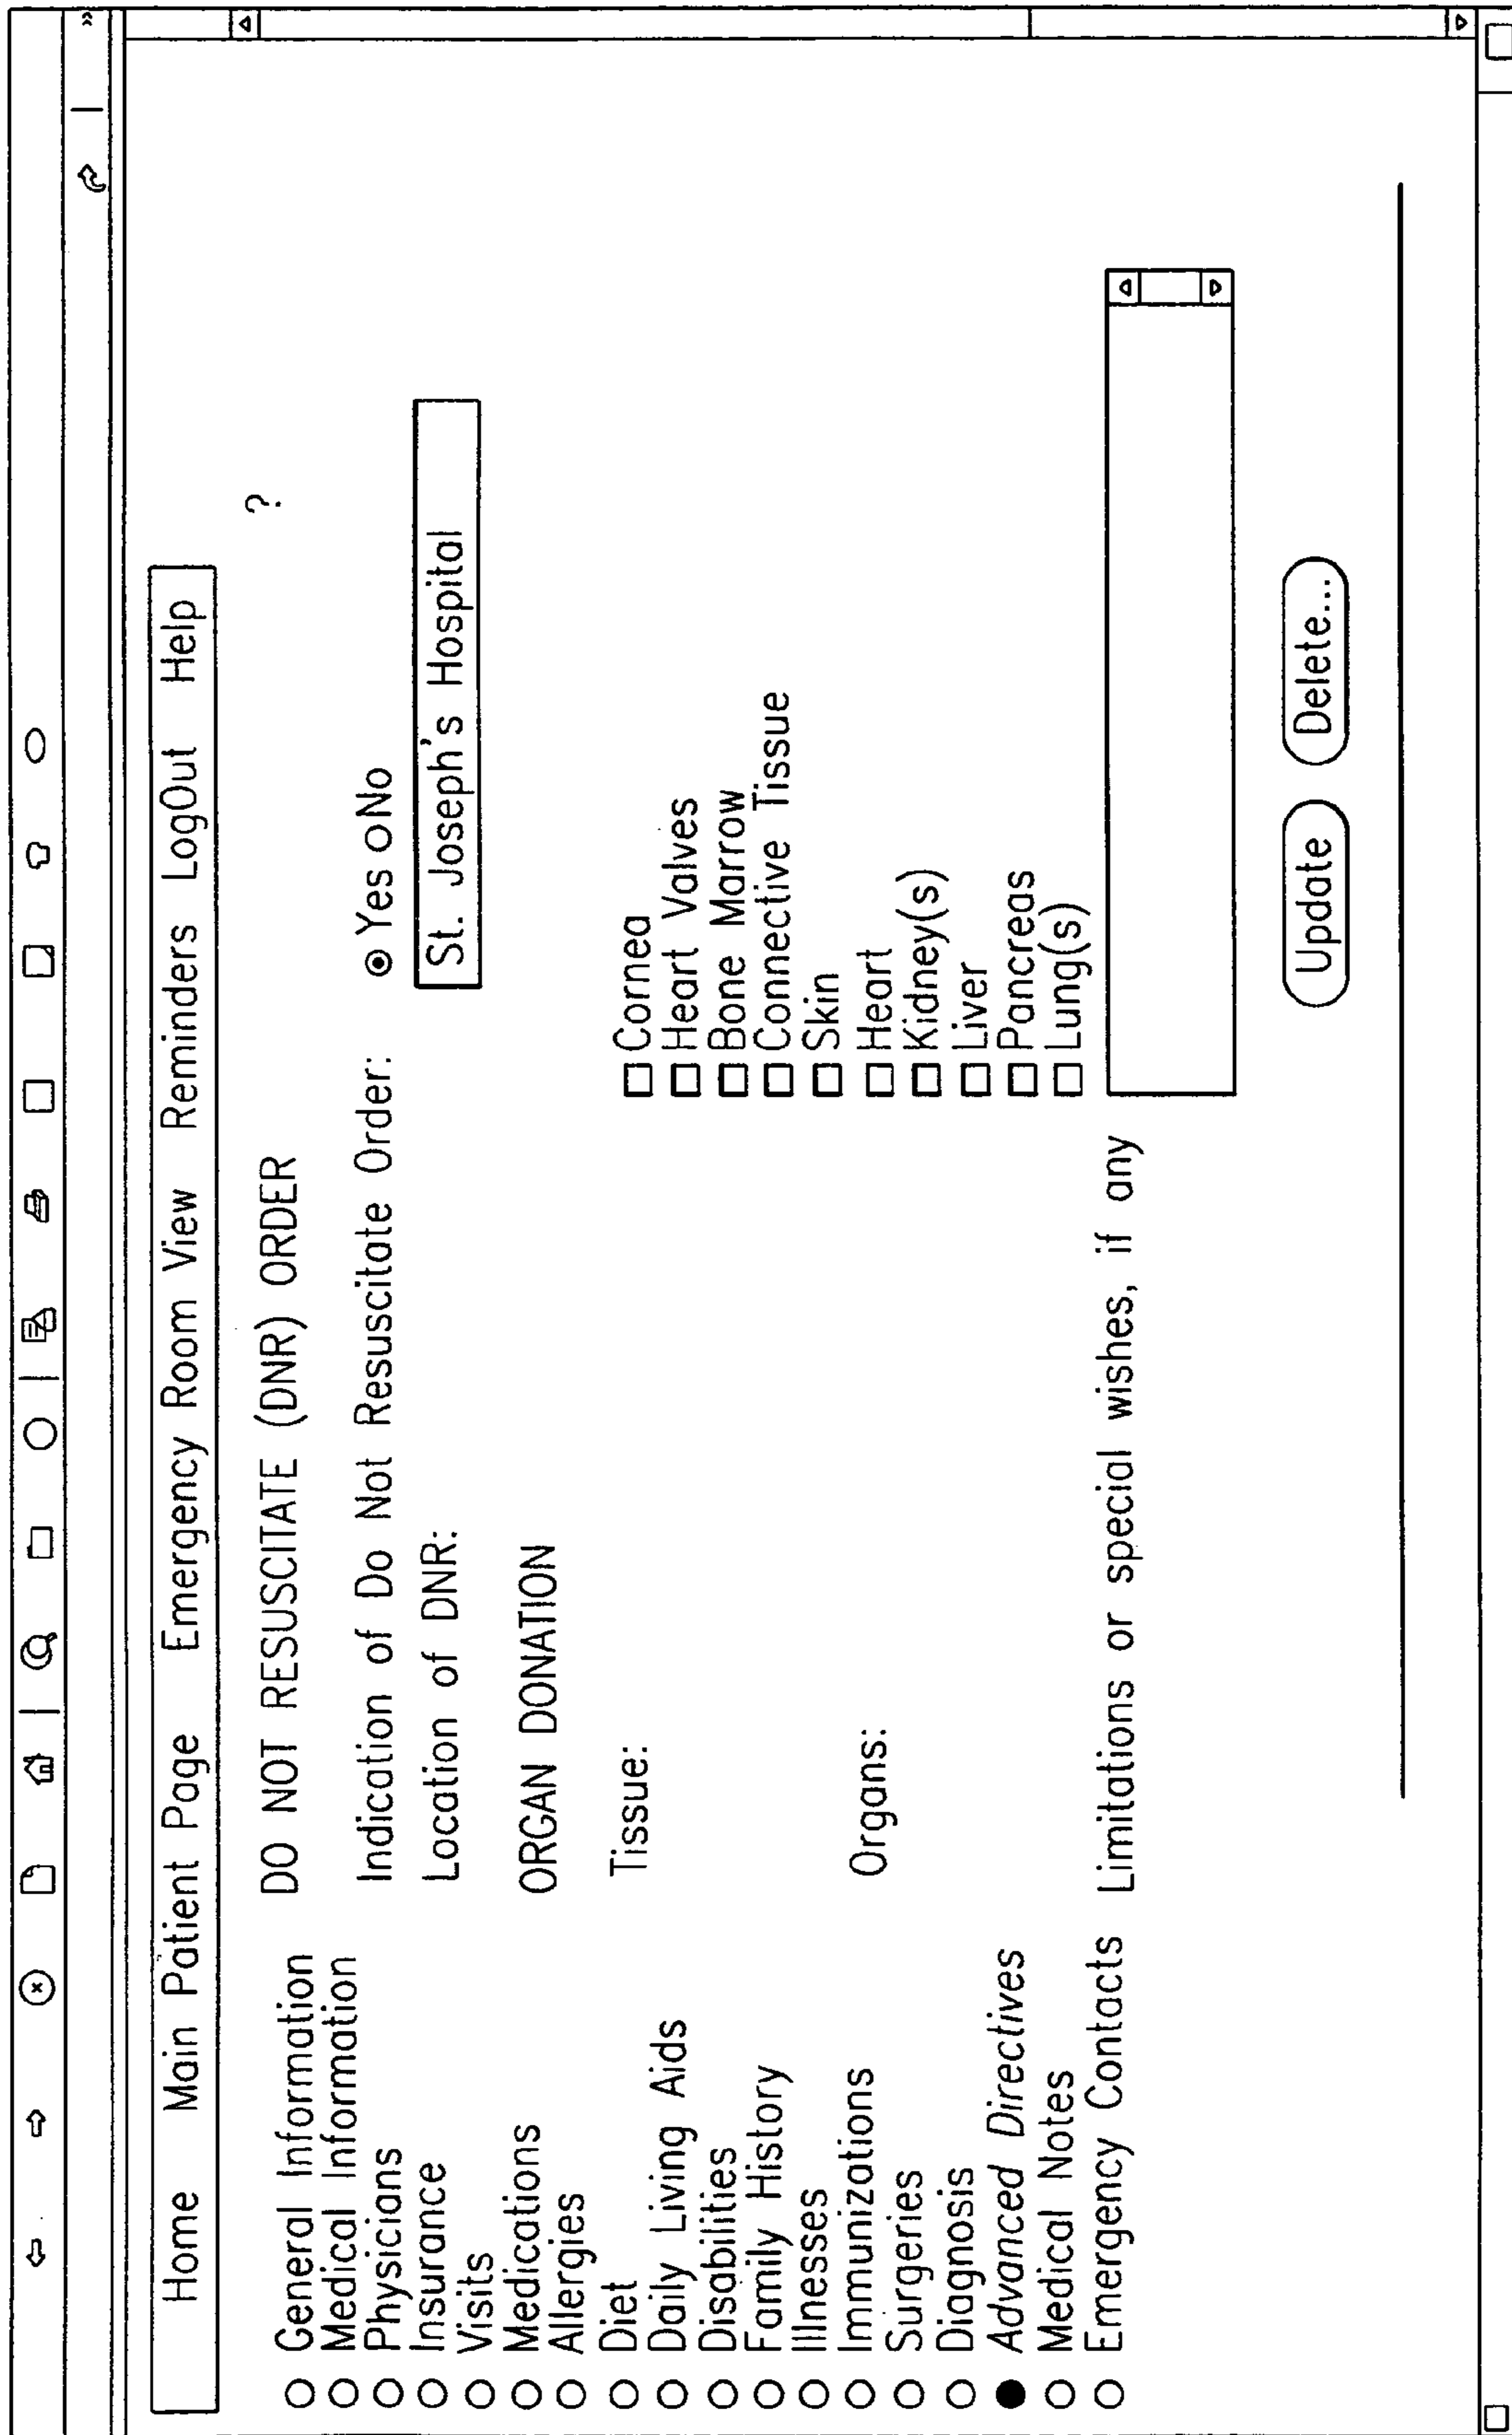 Home Main Patient Page Emergency Room View Reminders LogOut Help
?
General Information
Medical Information
Physicians
Insurance
Visits
Medications
Allergies
Diet
Daily Living Aids
Disabilities
Family History
Illnesses
Immunizations
Surgeries
Diagnosis
Advanced Directives
Medical Notes
Emergency Contacts
DO NOT RESUSCITATE (DNR) ORDER
Indication of Do Not Resuscitate Order: Yes No
Location of DNR: St. Joseph's Hospital
ORGAN DONATION
Tissue: Cornea
Heart Valves
Bone Marrow
Connective Tissue
Skin
Organs: Heart
Kidney(s)
Liver
Pancreas
Lung(s)
Limitations or special wishes, if any
Update Delete...